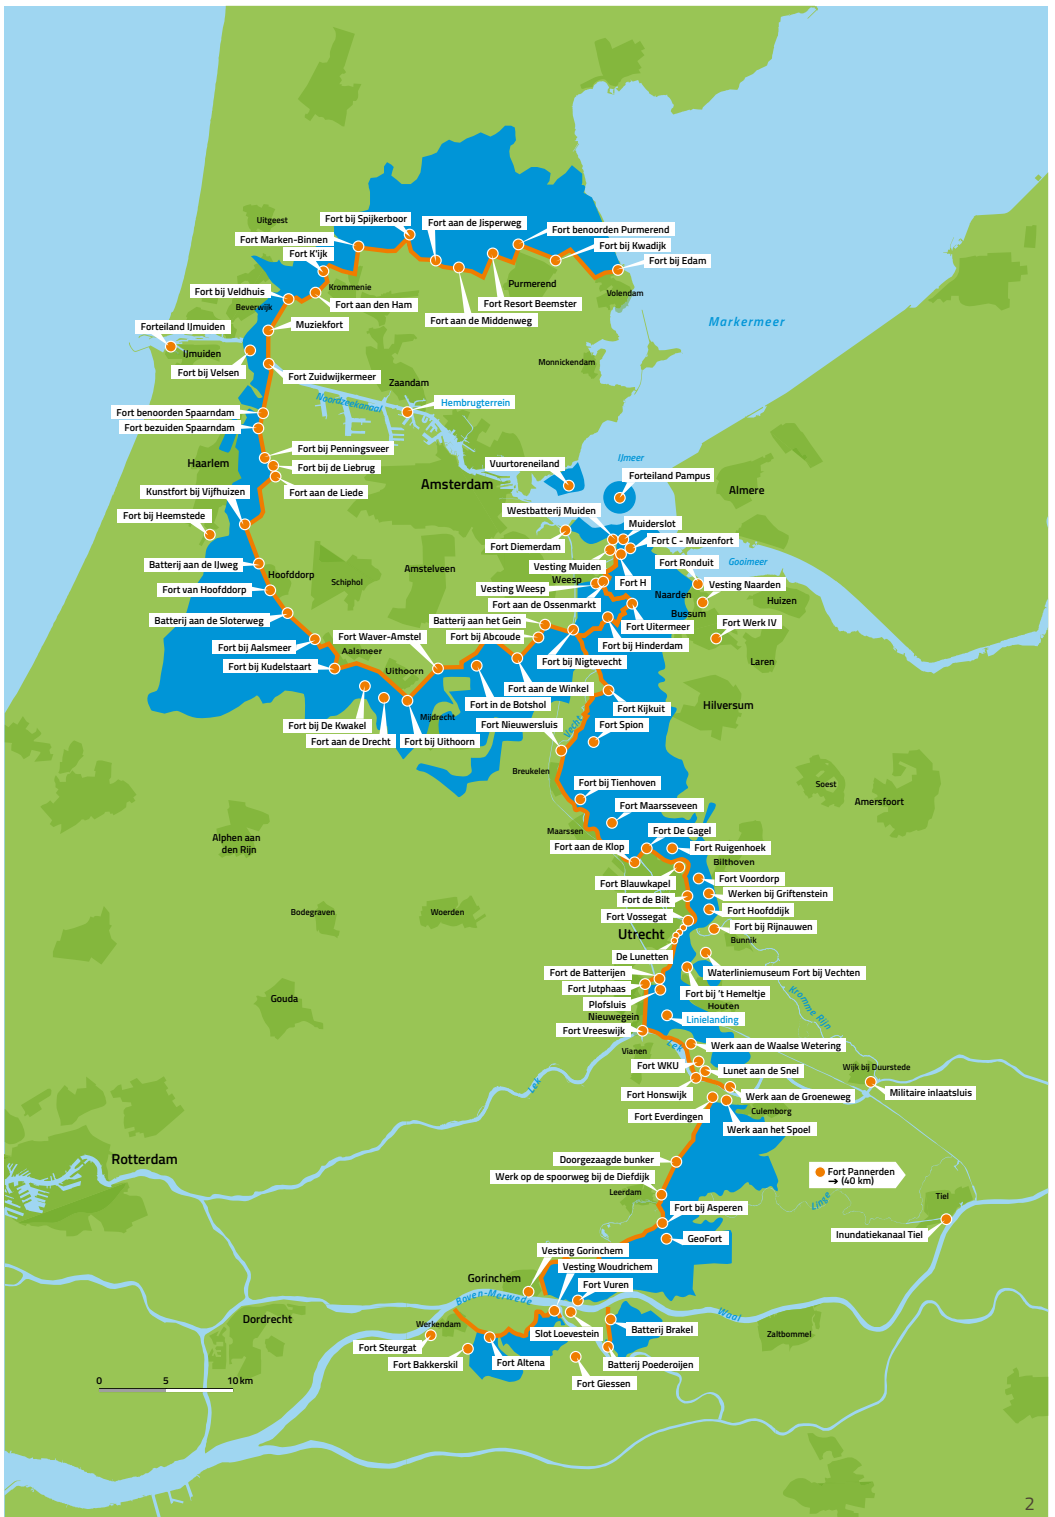 Uitgeest
Fort bij Spijkerboor
Fort aan de Jisperweg
Fort benoorden Purmerend
Fort Marken-Binnen
Fort bij Kwadijk
Fort K'ijk
Fort bij Edam
Krommenie
Purmerend
Fort bij Veldhuis
Volendam
Beverwijk
Fort aan den Ham
Fort Resort Beemster
Fort aan de Middenweg
Markermeer
Forteiland IJmuiden
Muziekfort
IJmuiden
Monnickendam
Fort bij Velsen
Fort Zuidwijkermeer
Zaandam
Noordzeekanaal
Hembrugterrein
Fort benoorden Spaarndam
Fort bezuiden Spaarndam
Fort bij Penningsveer
Haarlem
Fort bij de Liebrug
Vuurtoreneiland
IJmeer
Forteiland Pampus
Amsterdam
Kunstfort bij Vijfhuizen
Fort aan de Liede
Almere
Fort bij Heemstede
Westbatterij Muiden
Muiderslot
Fort Diemerdam
Fort C - Muizenfort
Batterij aan de IJweg
Amstelveen
Vesting Muiden
Fort Ronduit
Gooimeer
Hoofddorp
Schiphol
Weesp
Fort H
Vesting Naarden
Fort van Hoofddorp
Vesting Weesp
Naarden
Huizen
Fort aan de Ossenmarkt
Bussum
Batterij aan de Sloterweg
Batterij aan het Gein
Fort Uitermeer
Fort Werk IV
Fort Waver-Amstel
Fort bij Abcoude
Fort bij Hinderdam
Fort bij Aalsmeer
Aalsmeer
Fort bij Nigtevecht
Laren
Fort bij Kudelstaart
Uithoorn
Fort aan de Winkel
Fort in de Botshol
Fort Kijkuit
Hilversum
Mijdrecht
Fort bij De Kwakel
Fort Nieuwersluis
Vecht
Fort Spion
Fort aan de Drecht
Fort bij Uithoorn
Breukelen
Fort bij Tienhoven
Soest
Amersfoort
Fort Maarsseveen
Maarssen
Fort De Gagel
Alphen aan
den Rijn
Fort aan de Klop
Fort Ruigenhoek
Bilthoven
Fort Blauwkapel
Fort Voordorp
Fort de Bilt
Werken bij Griftenstein
Bodegraven
Woerden
Fort Vossegat
Fort Hoofddijk
Utrecht
Fort bij Rijnauwen
Bunnik
De Lunetten
Fort de Batterijen
Waterliniemuseum Fort bij Vechten
Fort Jutphaas
Fort bij 't Hemeltje
Gouda
Plofsluis
Houten
Kromme Rijn
Nieuwegein
Linielanding
Fort Vreeswijk
Lek
Werk aan de Waalse Wetering
Vianen
Fort WKU
Lunet aan de Snel
Wijk bij Duurstede
Lek
Fort Honswijk
Werk aan de Groeneweg
Militaire inlaatsluis
Fort Everdingen
Culemborg
Werk aan het Spoel
Rotterdam
Doorgezaagde bunker
Fort Pannerden
→ (40 km)
Werk op de spoorweg bij de Diefdijk
Leerdam
Linge
Tiel
Fort bij Asperen
Inundatiekanaal Tiel
GeoFort
Vesting Gorinchem
Vesting Woudrichem
Gorinchem
Fort Vuren
Boven-Merwede
Waal
Dordrecht
Werkendam
Batterij Brakel
Zaltbommel
Slot Loevestein
Fort Steurgat
Fort Bakkerskil
Fort Altena
Batterij Poederoijen
Fort Giessen
0 5 10 km
2